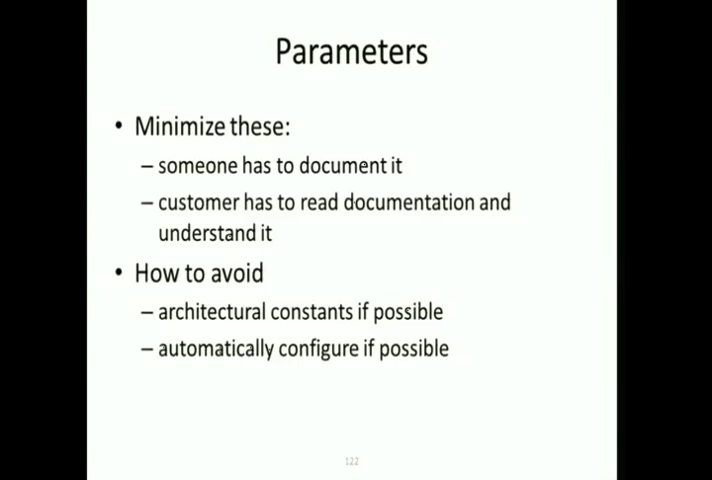 Parameters
• Minimize these:
– someone has to document it
– customer has to read documentation and
understand it
• How to avoid
– architectural constants if possible
– automatically configure if possible
122